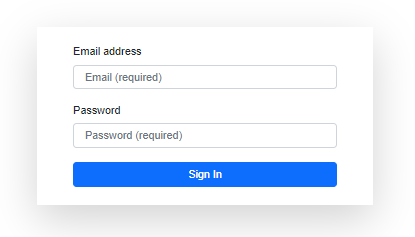 Email address
Email (required)
Password
Password (required)
Sign In